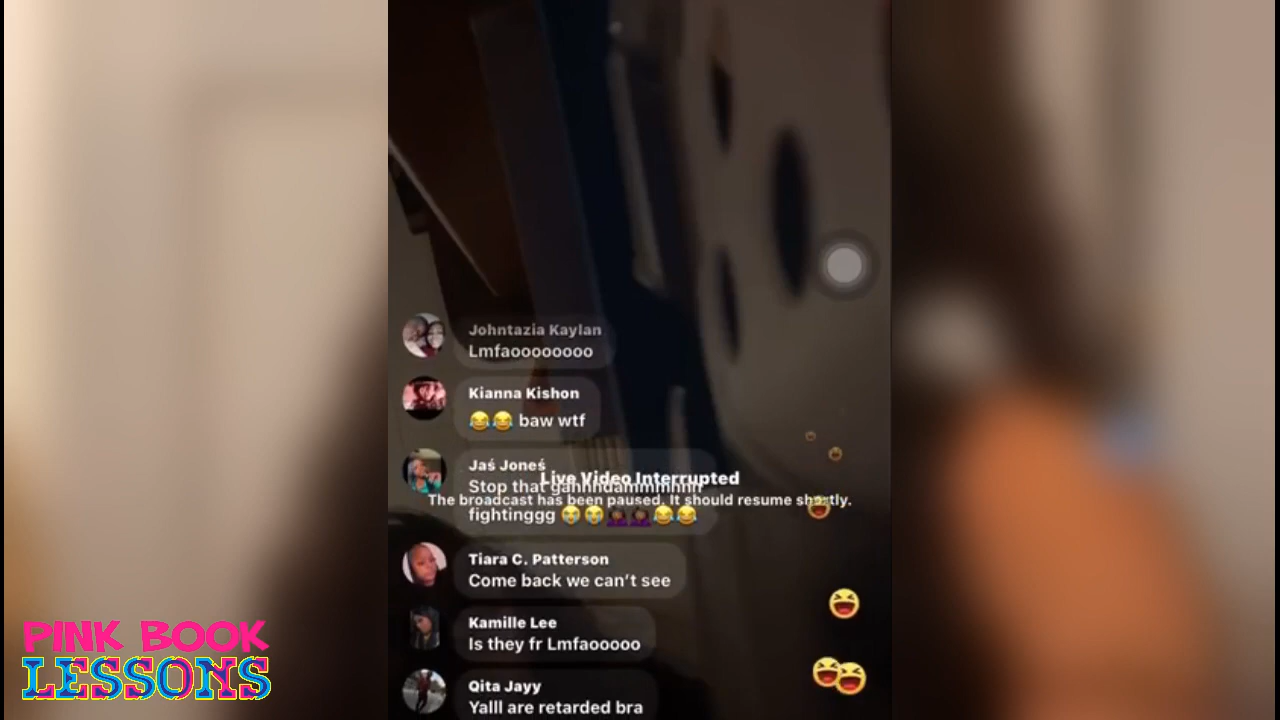 Johntazia Kaylan
Lmfaoooooooo
Kianna Kishon
😂😂 baw wtf
Jaś Joneś
Live Video Interrupted
Stop that
The broadcast has been paused. It should resume shortly.
fightinggg 😭😭🤦🏾‍♀️🤦🏾‍♀️😂😂
Tiara C. Patterson
Come back we can't see
Kamille Lee
Is they fr Lmfaooooo
Qita Jayy
Yalll are retarded bra
PINK BOOK
LESSONS